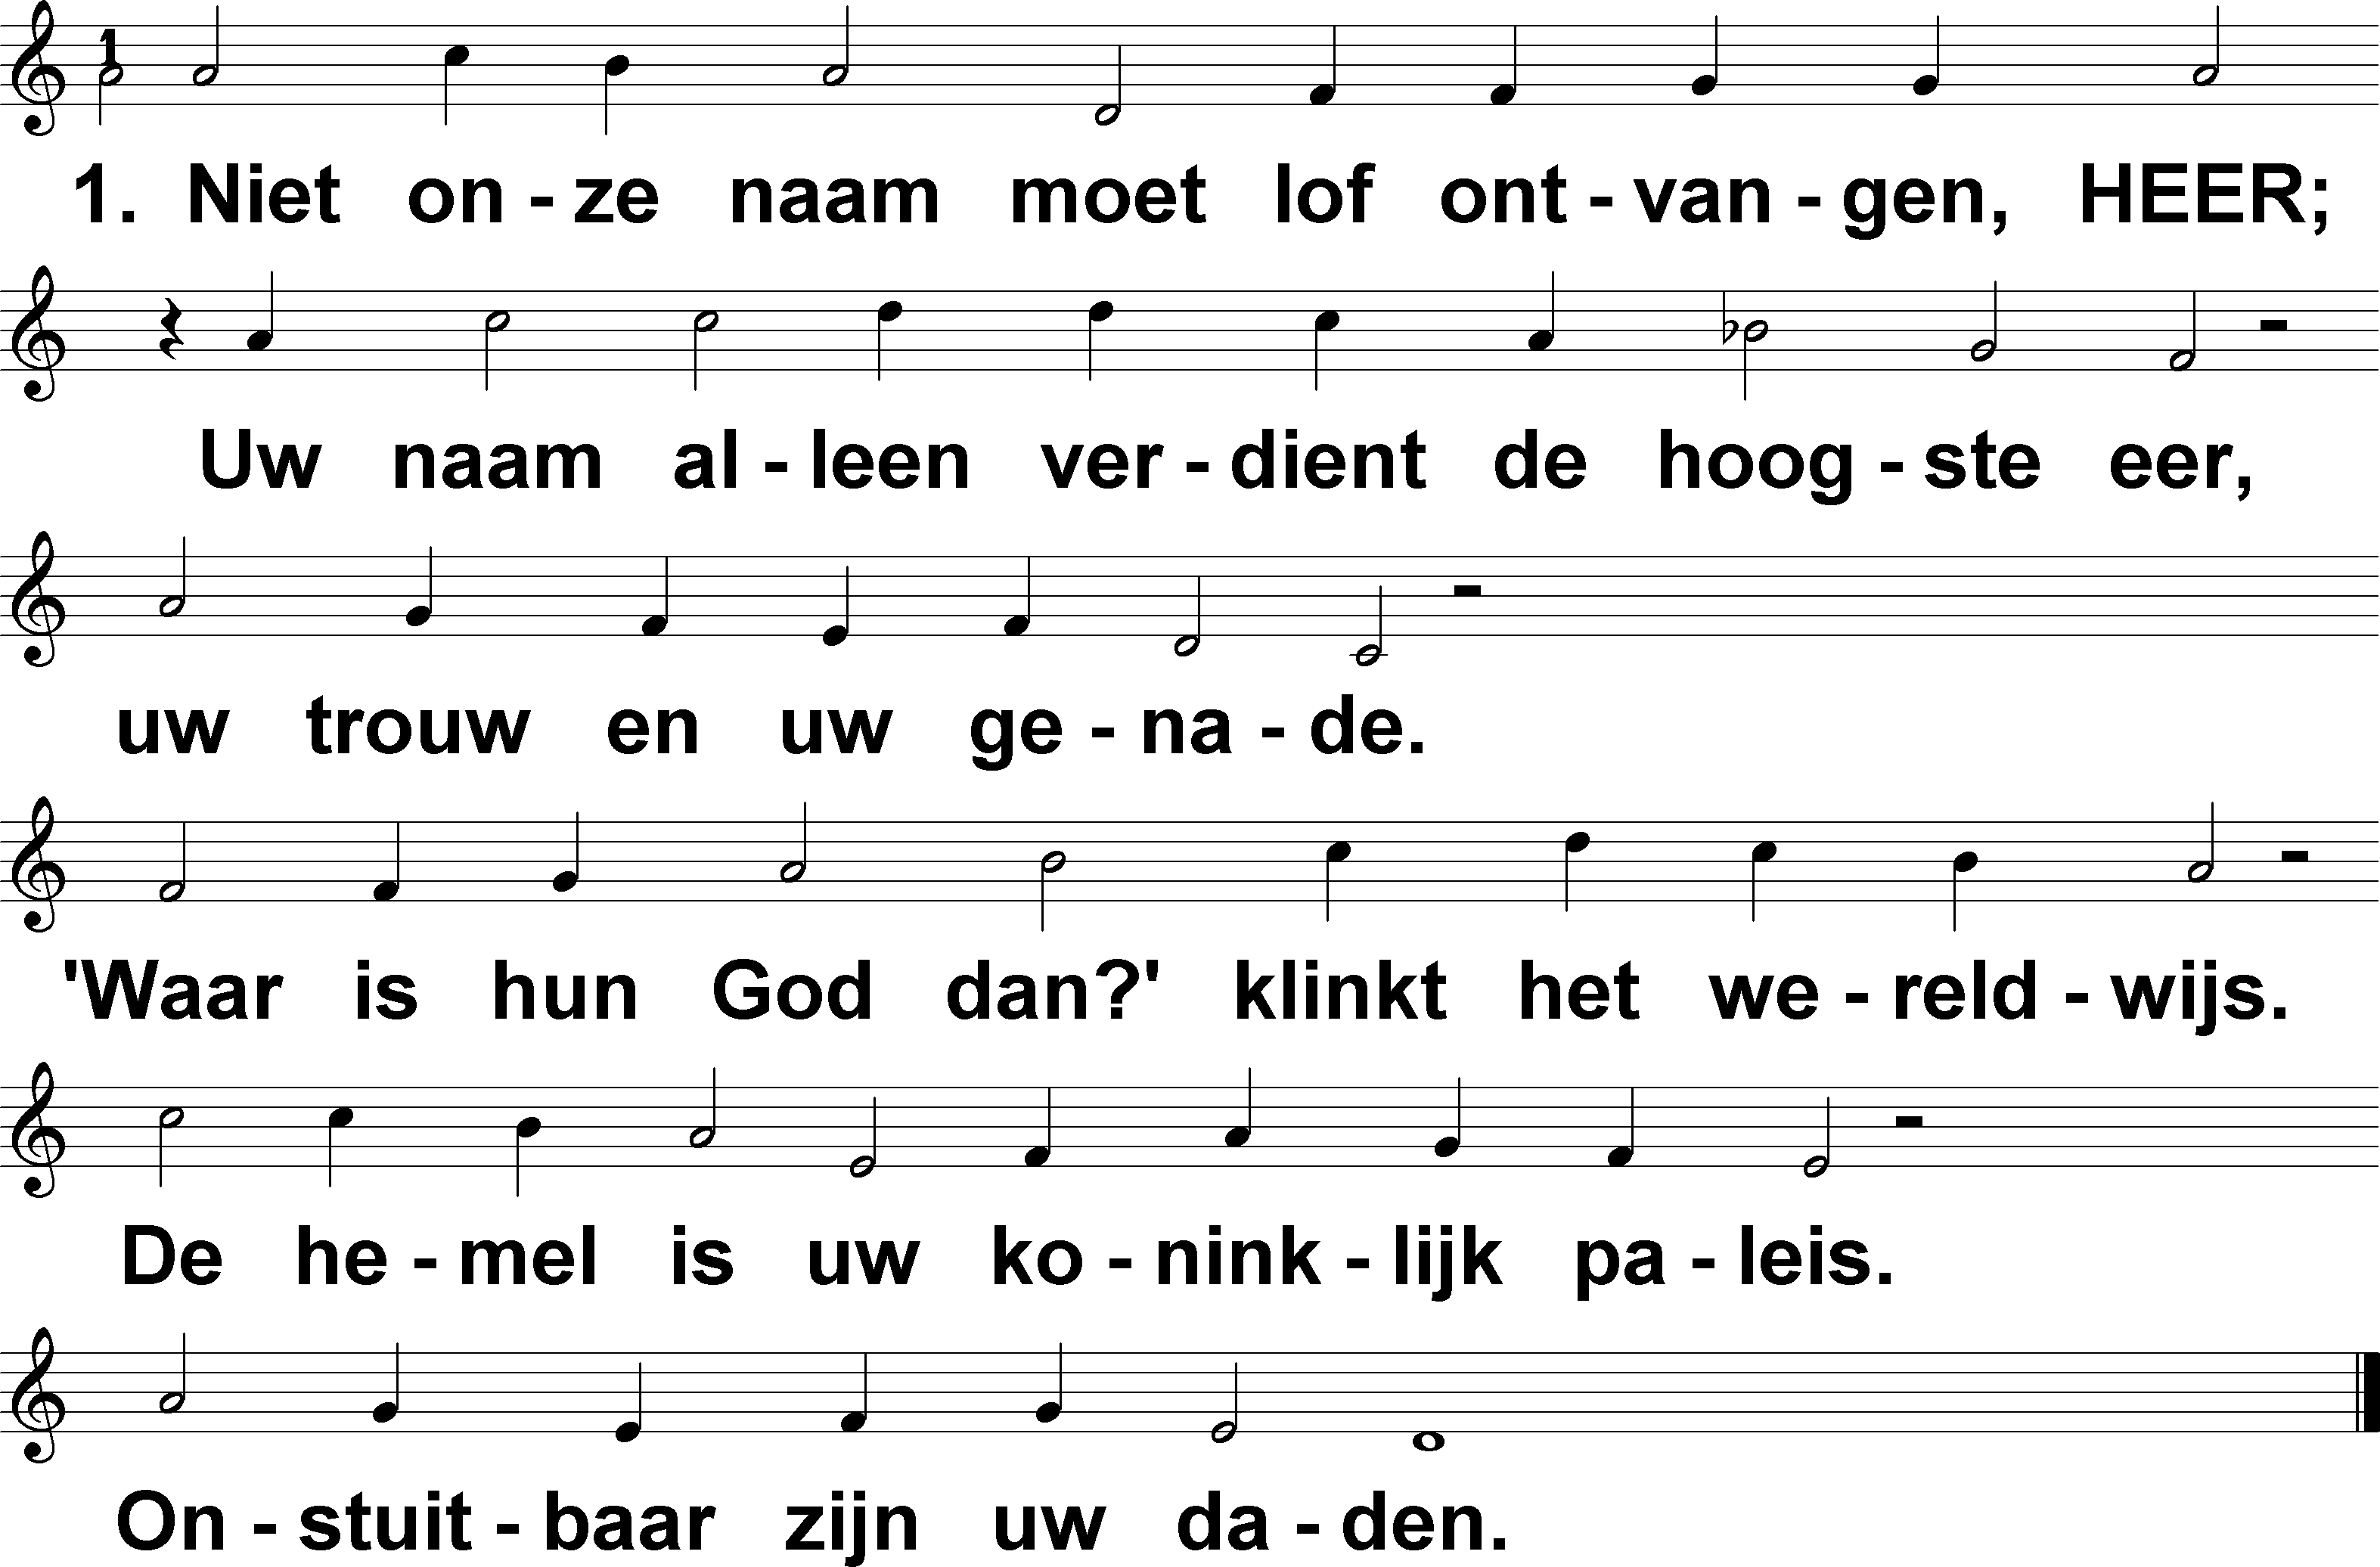 1
1. Niet on - ze naam moet lof ont - van - gen, HEER;
Uw naam al - leen ver - dient de hoog - ste eer,
uw trouw en uw ge - na - de.
'Waar is hun God dan?' klinkt het we - reld - wijs.
De he - mel is uw ko - nink - lijk pa - leis.
On - stuit - baar zijn uw da - den.